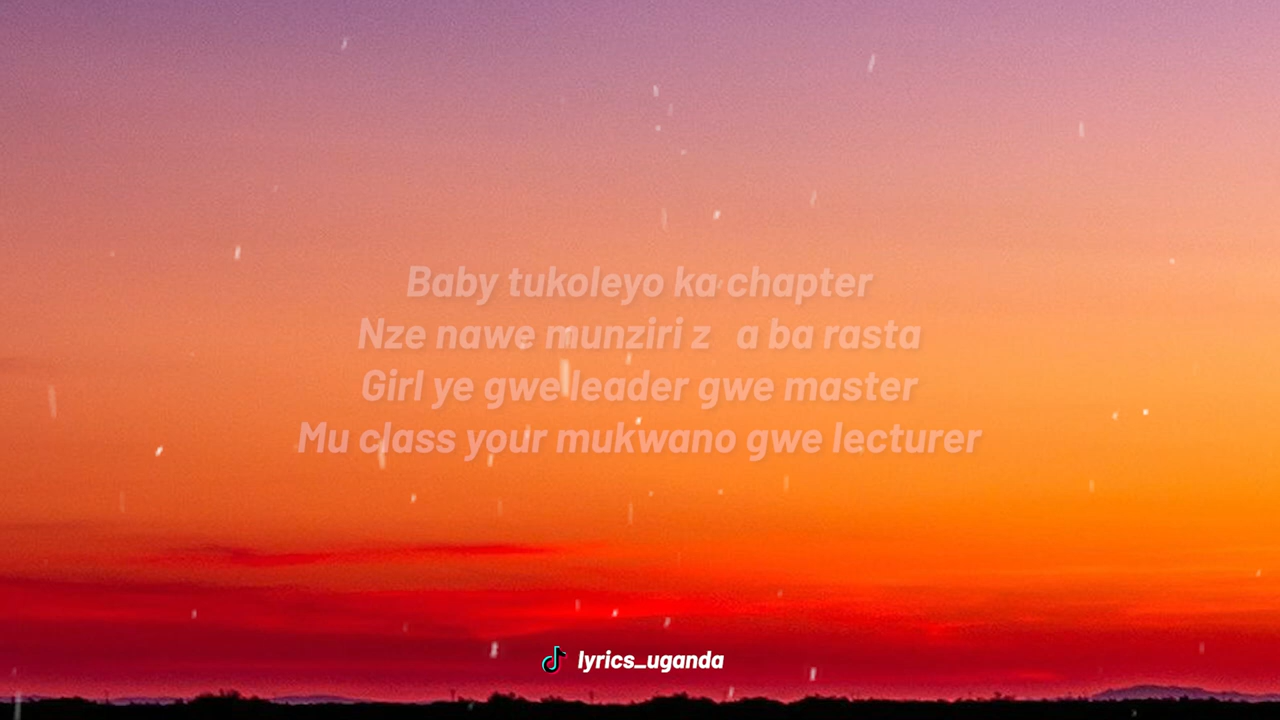 Baby tukoleyo ka chapter
Nze nawe munziri z a ba rasta
Girl ye gwe leader gwe master
Mu class your mukwano gwe lecturer
lyrics_uganda